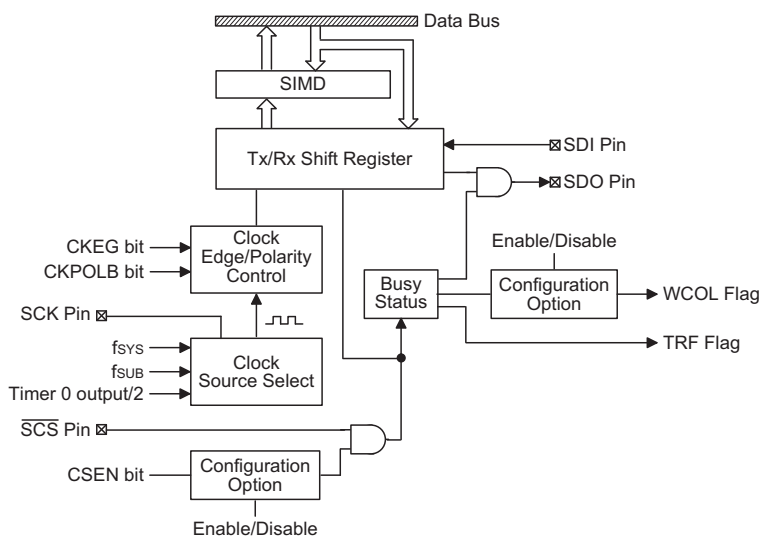 Data Bus
SIMD
Tx/Rx Shift Register
SDI Pin
SDO Pin
CKEG bit
CKPOLB bit
Clock
Edge/Polarity
Control
Enable/Disable
Busy
Status
Configuration
Option
WCOL Flag
TRF Flag
SCK Pin
fSYS
fSUB
Timer 0 output/2
Clock
Source Select
SCS Pin
CSEN bit
Configuration
Option
Enable/Disable